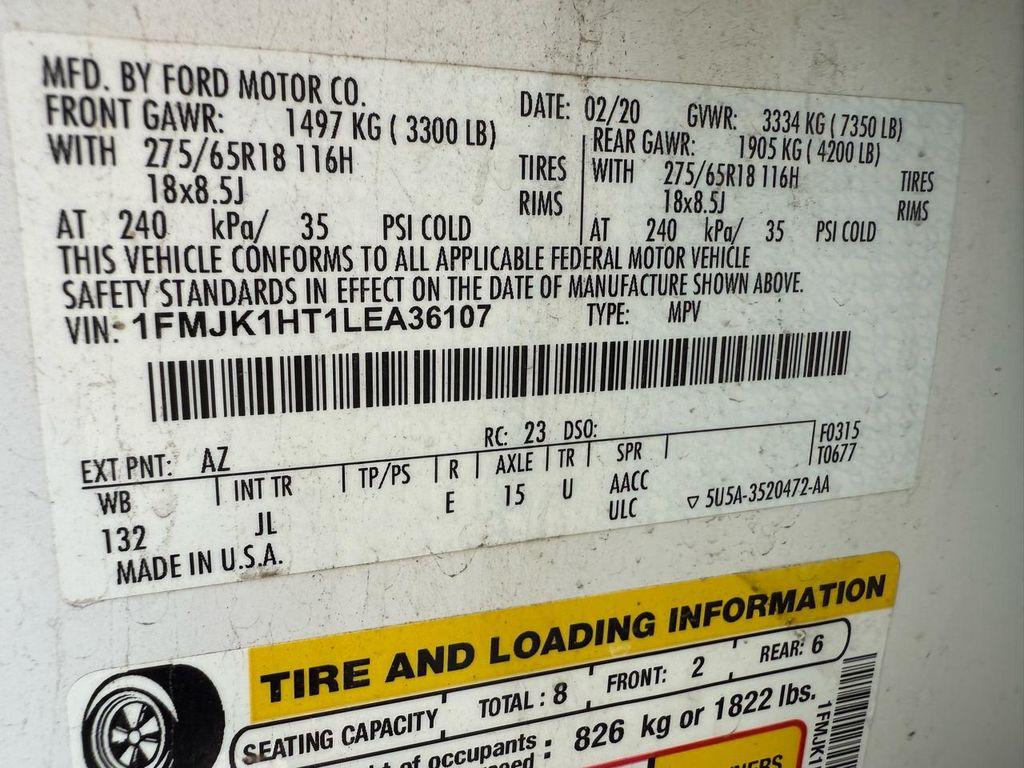 MFD. BY FORD MOTOR CO.
DATE: 02/20 GVWR: 3334 KG ( 7350 LB)
FRONT GAWR: 1497 KG ( 3300 LB) REAR GAWR: 1905 KG ( 4200 LB)
WITH 275/65R18 116H TIRES WITH 275/65R18 116H TIRES
18x8.5J RIMS 18x8.5J RIMS
AT 240 kPa/ 35 PSI COLD AT 240 kPa/ 35 PSI COLD
THIS VEHICLE CONFORMS TO ALL APPLICABLE FEDERAL MOTOR VEHICLE
SAFETY STANDARDS IN EFFECT ON THE DATE OF MANUFACTURE SHOWN ABOVE.
VIN: 1FMJK1HT1LEA36107 TYPE: MPV
EXT PNT: AZ RC: 23 DSO: F0315
WB INT TR TP/PS R AXLE TR SPR T0677
132 JL E 15 U AACC
ULC 5U5A-3520472-AA
MADE IN U.S.A.
TIRE AND LOADING INFORMATION
SEATING CAPACITY TOTAL : 8 FRONT: 2 REAR: 6
of occupants : 826 kg or 1822 lbs.
1FMJK1